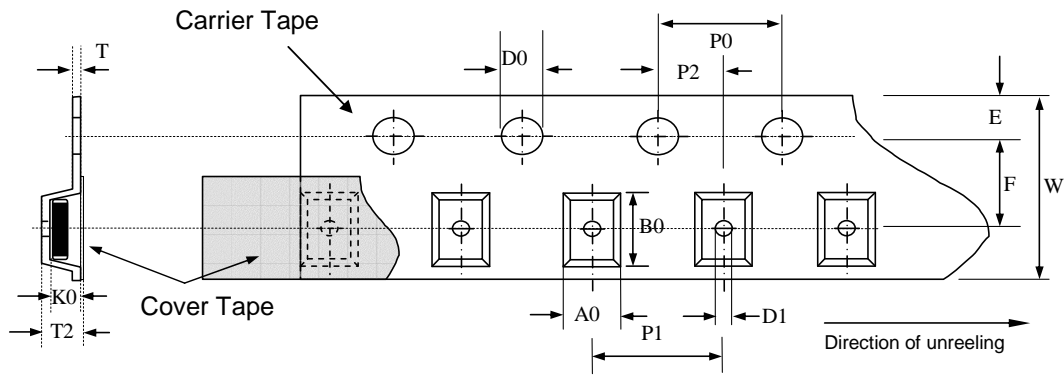 Carrier Tape
T
D0
P0
P2
E
F
W
B0
K0
Cover Tape
T2
A0
P1
D1
Direction of unreeling